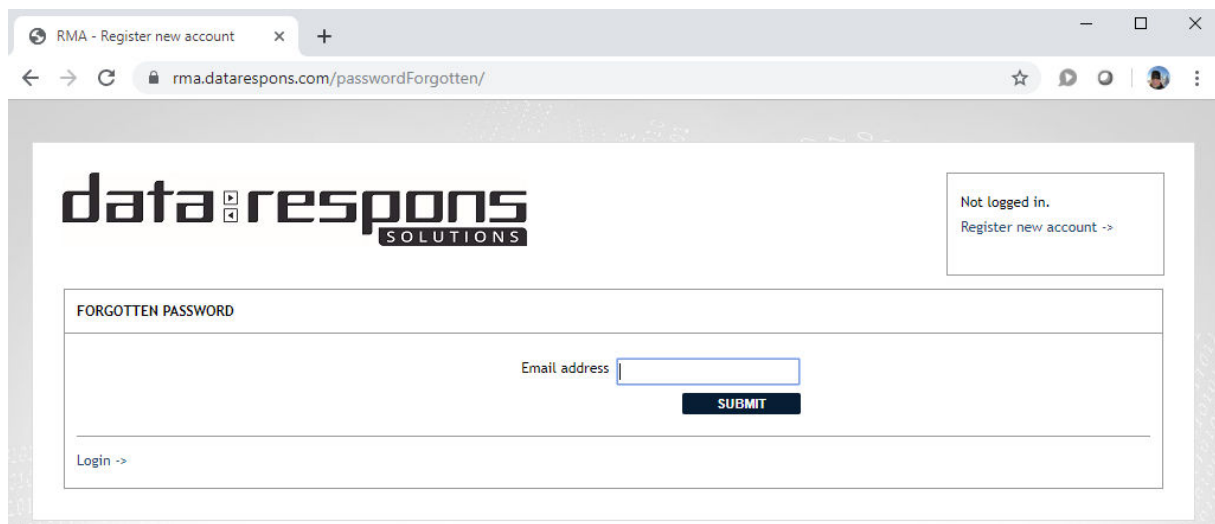 RMA - Register new account
rma.datarespons.com/passwordForgotten/
data respons
SOLUTIONS
Not logged in.
Register new account ->
FORGOTTEN PASSWORD
Email address
SUBMIT
Login ->